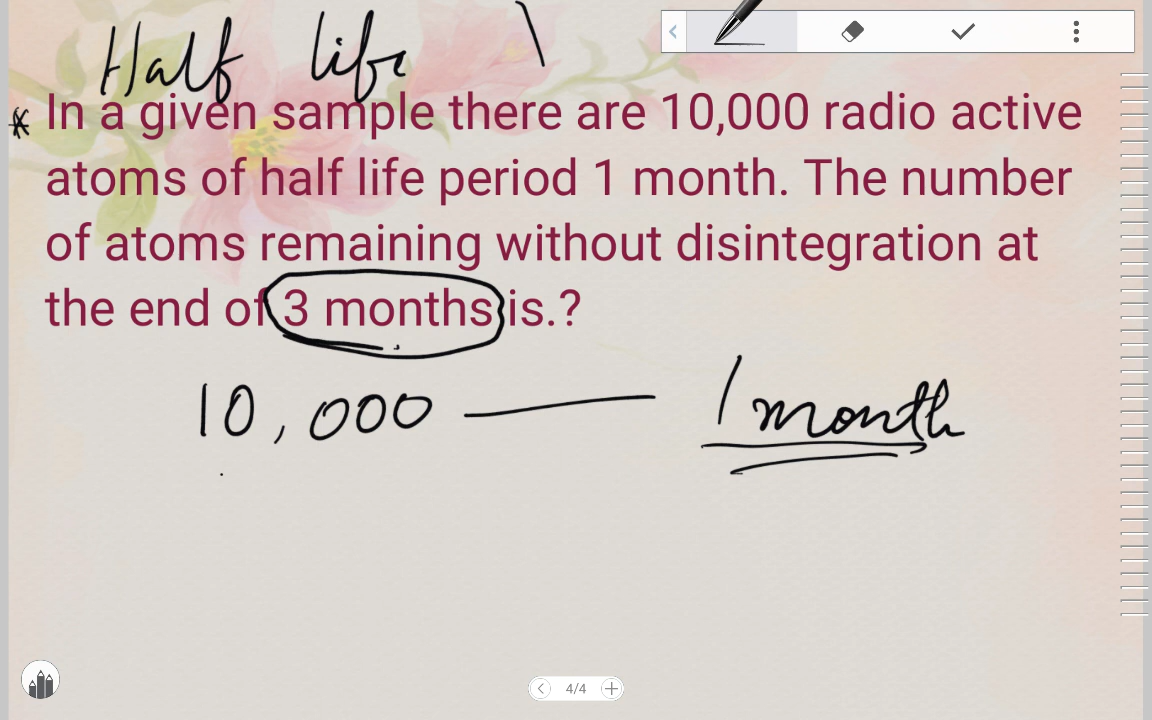 Half life
* In a given sample there are 10,000 radio active
atoms of half life period 1 month. The number
of atoms remaining without disintegration at
the end of 3 months is.?
10,000 — 1 month
4/4